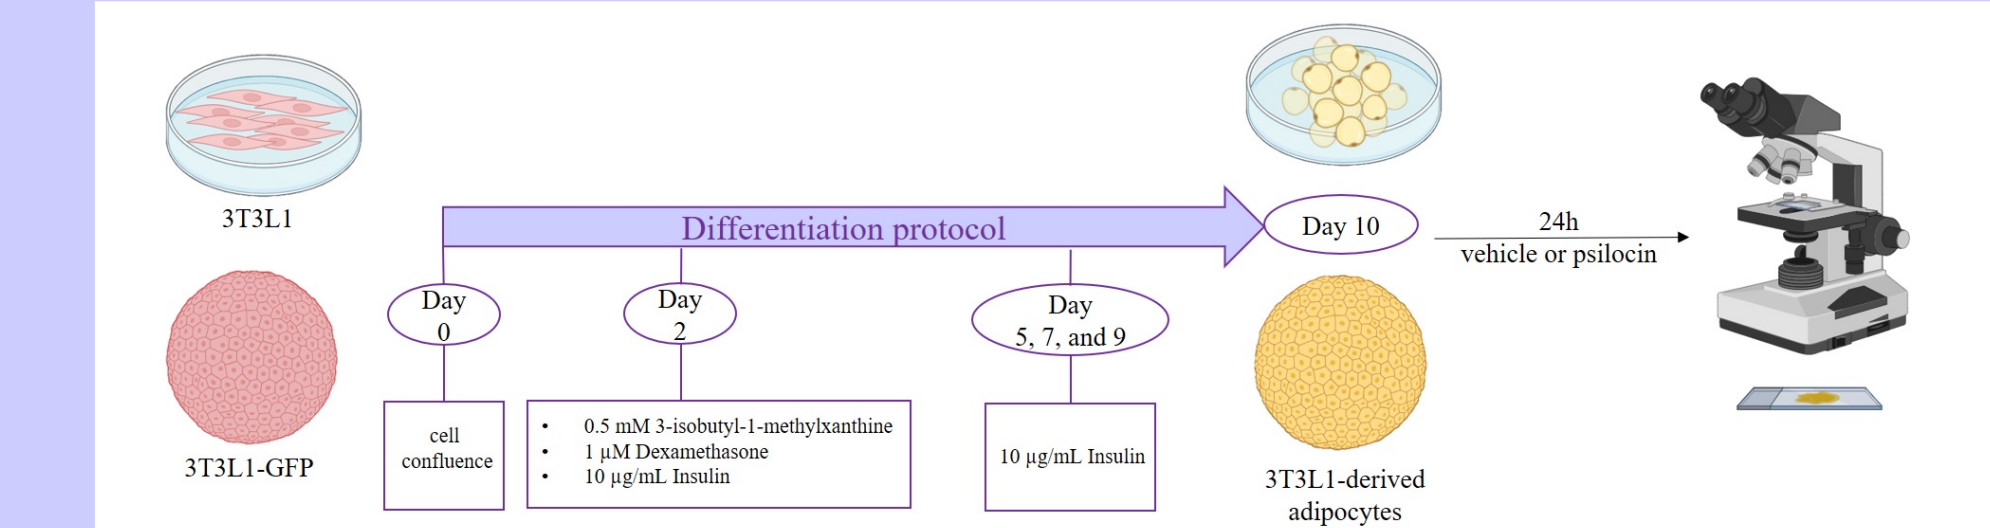 3T3L1
3T3L1-GFP
Differentiation protocol
Day
0
cell
confluence
Day
2
• 0.5 mM 3-isobutyl-1-methylxanthine
• 1 µM Dexamethasone
• 10 µg/mL Insulin
Day
5, 7, and 9
10 µg/mL Insulin
Day 10
3T3L1-derived
adipocytes
24h
vehicle or psilocin